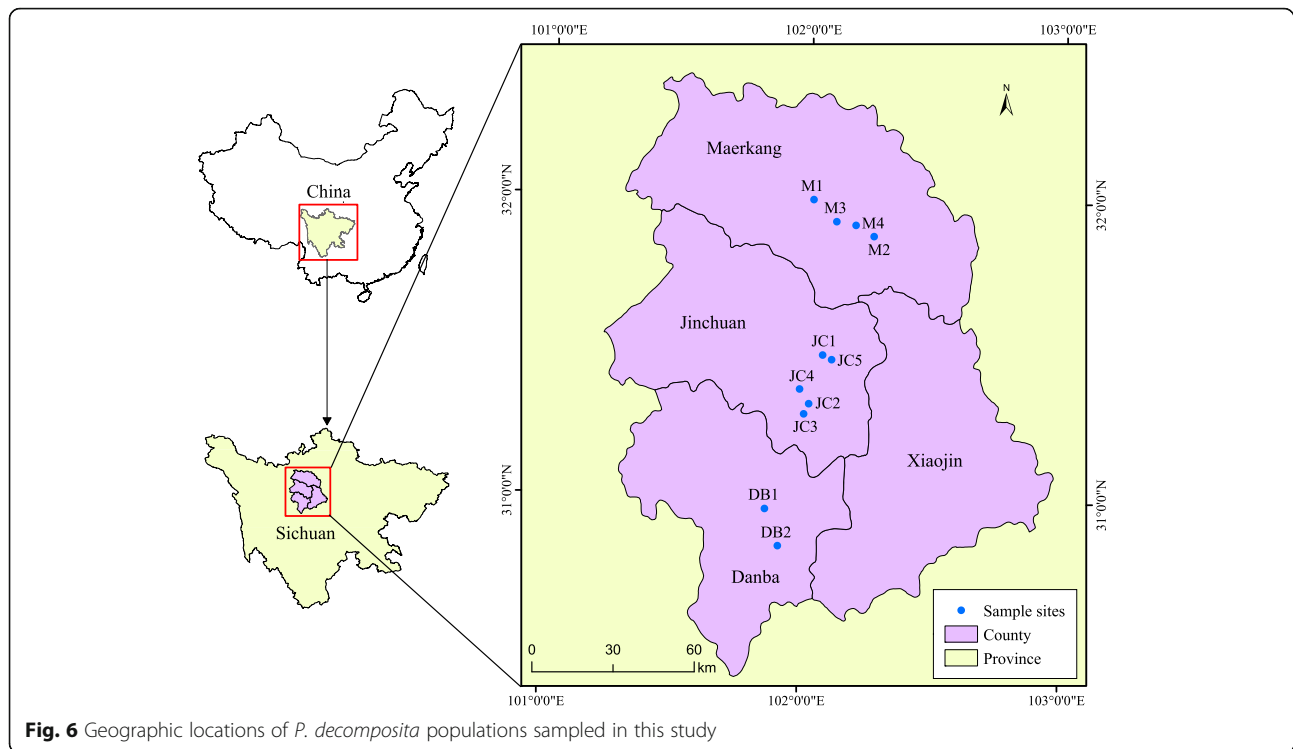 101°0'0"E 102°0'0"E 103°0'0"E
N
China
Maerkang
32°0'0"N
32°0'0"N
M1
M3
M4
M2
Jinchuan
JC1
JC5
JC4
JC2
JC3
Xiaojin
31°0'0"N
31°0'0"N
DB1
DB2
Sichuan
Danba
Sample sites
County
Province
0 30 60
km
101°0'0"E 102°0'0"E 103°0'0"E
Fig. 6 Geographic locations of P. decomposita populations sampled in this study